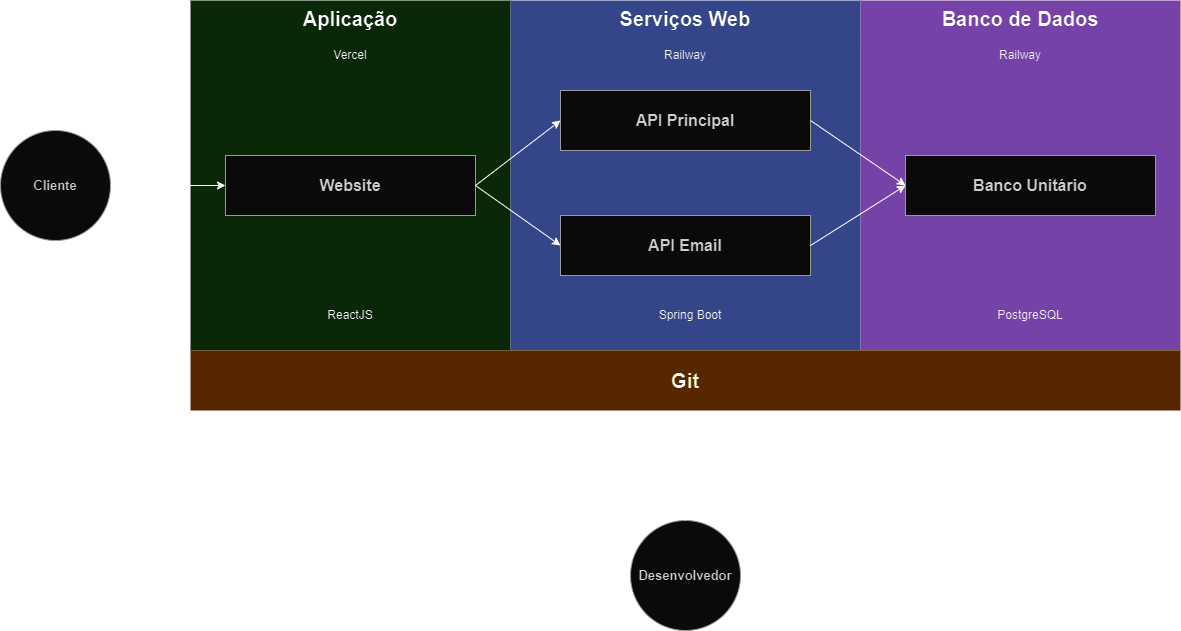 Aplicação
Vercel
Serviços Web
Railway
Banco de Dados
Railway
Cliente
Website
API Principal
API Email
Banco Unitário
ReactJS
Spring Boot
PostgreSQL
Git
Desenvolvedor